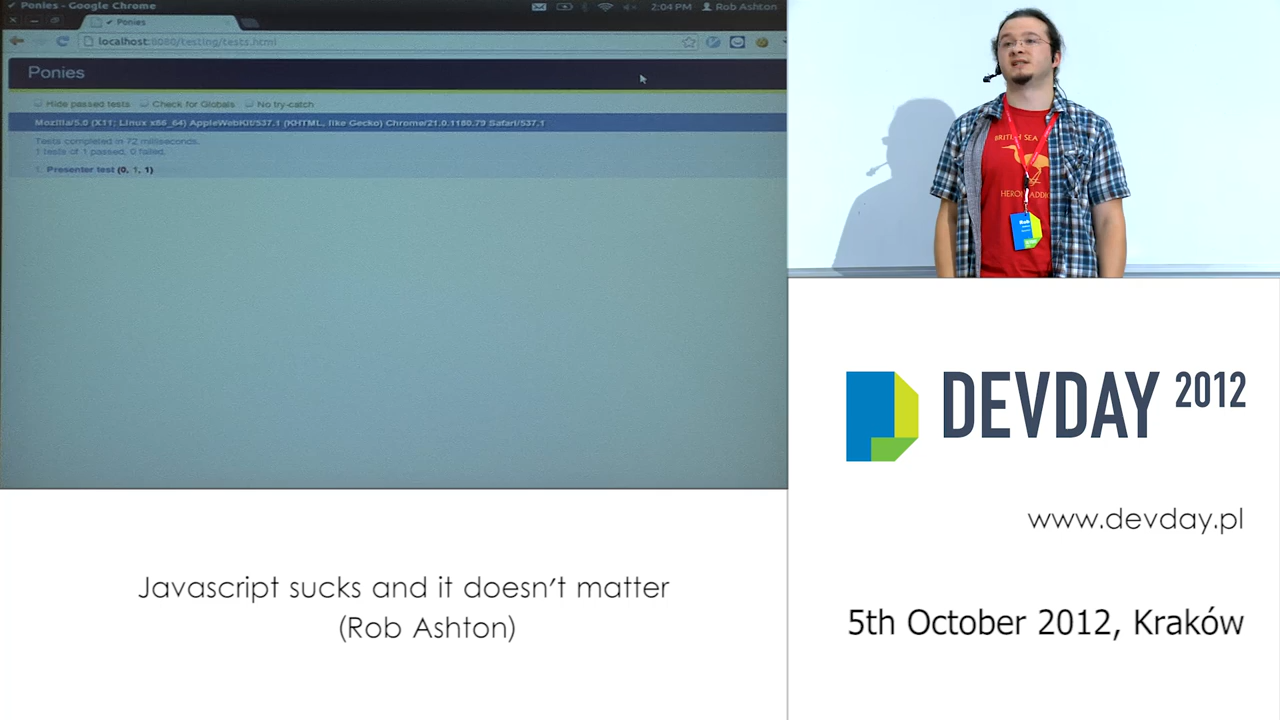 ✔ Ponies - Google Chrome
2:04 PM Rob Ashton
✔ Ponies
localhost:8080/testing/tests.html
Ponies
Hide passed tests Check for Globals No try-catch
Mozilla/5.0 (X11; Linux x86_64) AppleWebKit/537.1 (KHTML, like Gecko) Chrome/21.0.1180.79 Safari/537.1
Tests completed in 72 milliseconds.
1 tests of 1 passed, 0 failed.
1. Presenter test (0, 1, 1)
BRITISH SEA
HERON ADDI
Rob
DEVDAY 2012
www.devday.pl
Javascript sucks and it doesn't matter
(Rob Ashton)
5th October 2012, Kraków